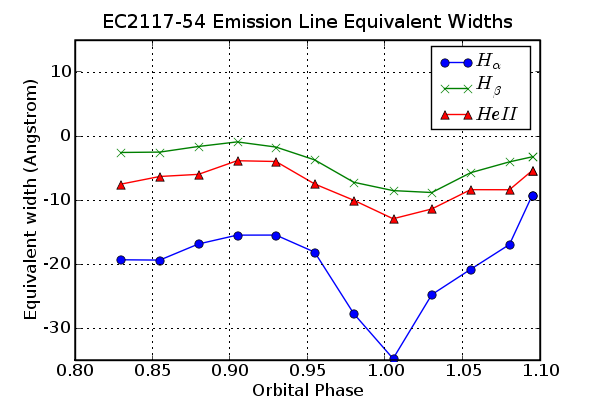 EC2117-54 Emission Line Equivalent Widths
Hα
Hβ
HeII
10
0
-10
-20
-30
Equivalent width (Angstrom)
0.80 0.85 0.90 0.95 1.00 1.05 1.10
Orbital Phase